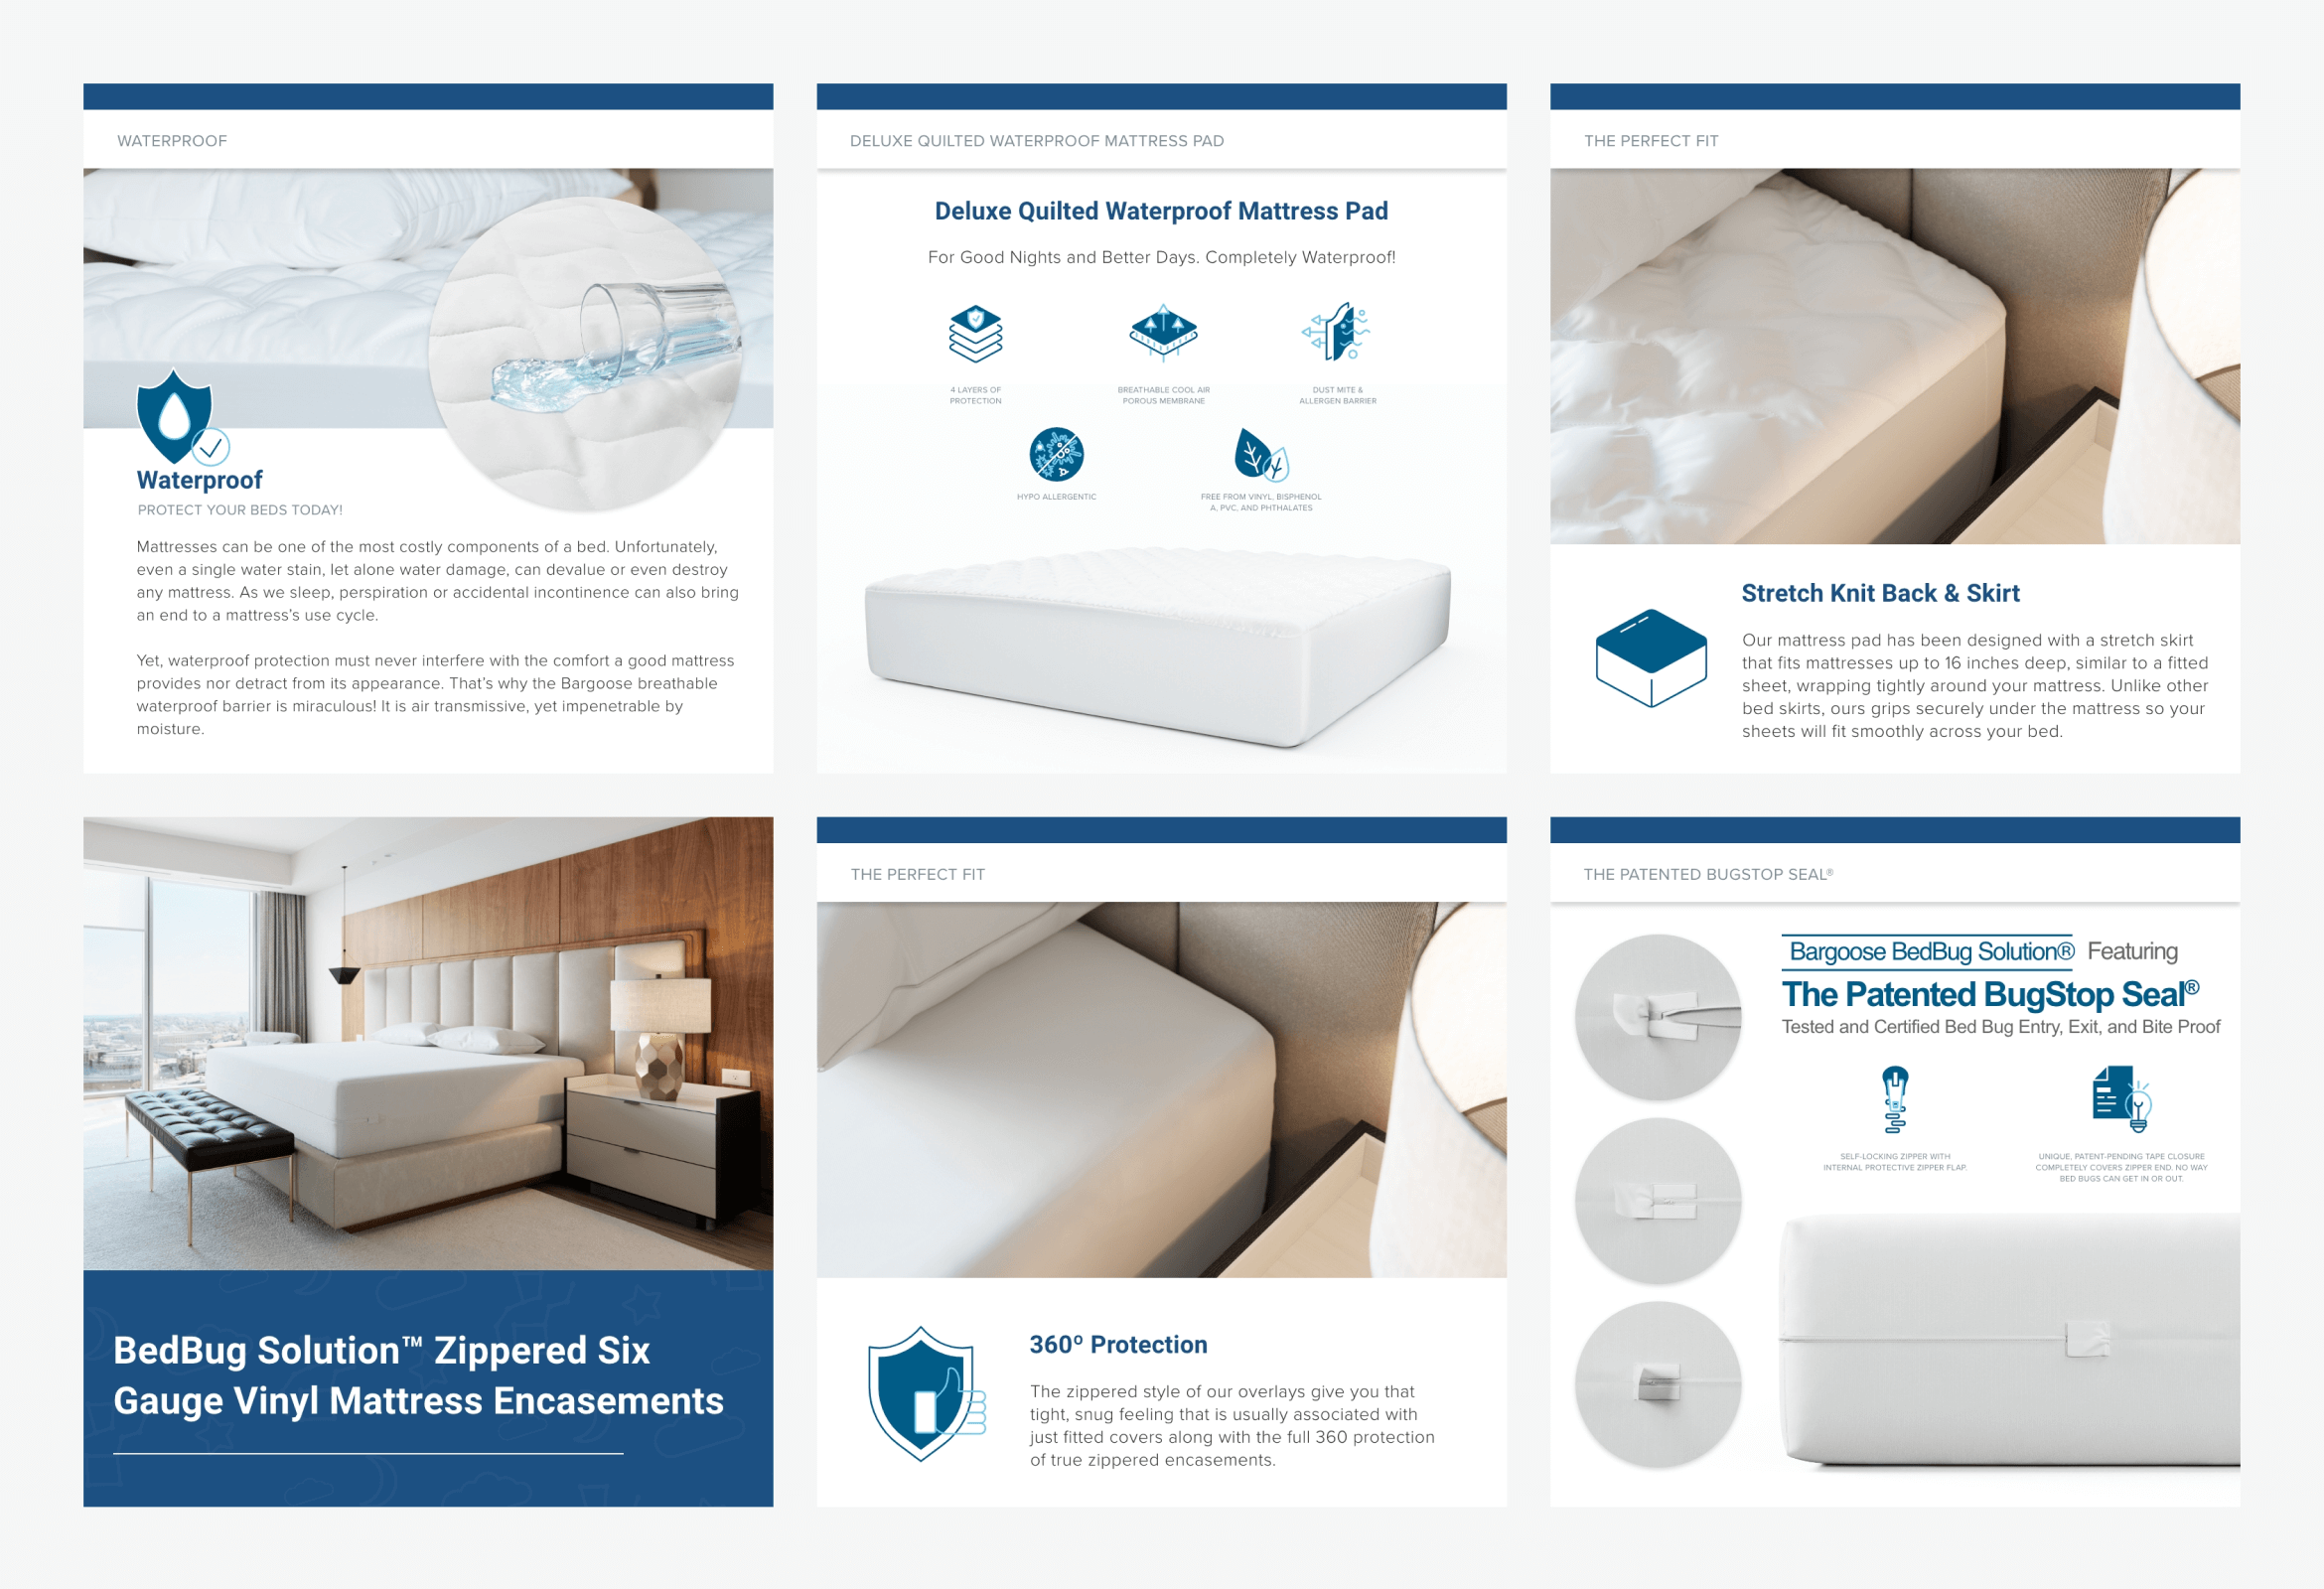 WATERPROOF
Waterproof
PROTECT YOUR BEDS TODAY!
Mattresses can be one of the most costly components of a bed. Unfortunately,
even a single water stain, let alone water damage, can devalue or even destroy
any mattress. As we sleep, perspiration or accidental incontinence can also bring
an end to a mattress's use cycle.
Yet, waterproof protection must never interfere with the comfort a good mattress
provides nor detract from its appearance. That's why the Bargoose breathable
waterproof barrier is miraculous! It is air transmissive, yet impenetrable by
moisture.
DELUXE QUILTED WATERPROOF MATTRESS PAD
Deluxe Quilted Waterproof Mattress Pad
For Good Nights and Better Days. Completely Waterproof!
4 LAYERS OF
PROTECTION
BREATHABLE COOL AIR
POROUS MEMBRANE
DUST MITE &
ALLERGEN BARRIER
HYPO ALLERGENTIC
FREE FROM VINYL, BISPHENOL
A, PVC, AND PHTHALATES
THE PERFECT FIT
Stretch Knit Back & Skirt
Our mattress pad has been designed with a stretch skirt
that fits mattresses up to 16 inches deep, similar to a fitted
sheet, wrapping tightly around your mattress. Unlike other
bed skirts, ours grips securely under the mattress so your
sheets will fit smoothly across your bed.
BedBug Solution™ Zippered Six
Gauge Vinyl Mattress Encasements
THE PERFECT FIT
360º Protection
The zippered style of our overlays give you that
tight, snug feeling that is usually associated with
just fitted covers along with the full 360 protection
of true zippered encasements.
THE PATENTED BUGSTOP SEAL®
Bargoose BedBug Solution® Featuring
The Patented BugStop Seal®
Tested and Certified Bed Bug Entry, Exit, and Bite Proof
SELF-LOCKING ZIPPER WITH
INTERNAL PROTECTIVE ZIPPER FLAP.
UNIQUE, PATENT-PENDING TAPE CLOSURE
COMPLETELY COVERS ZIPPER END. NO WAY
BED BUGS CAN GET IN OR OUT.